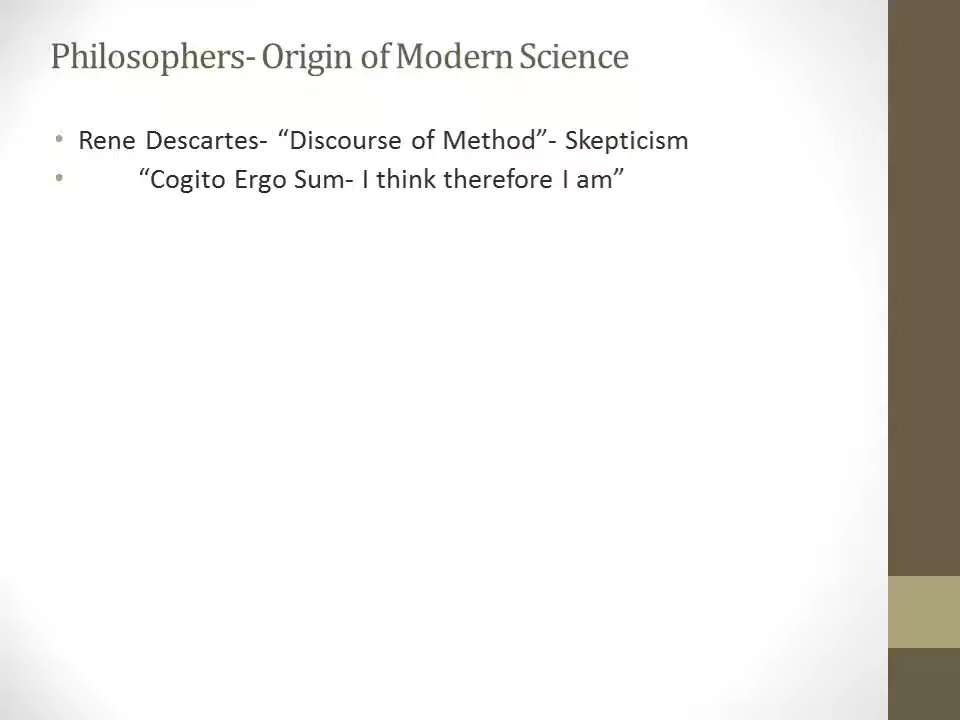 Philosophers- Origin of Modern Science
• Rene Descartes- “Discourse of Method”- Skepticism
• “Cogito Ergo Sum- I think therefore I am”